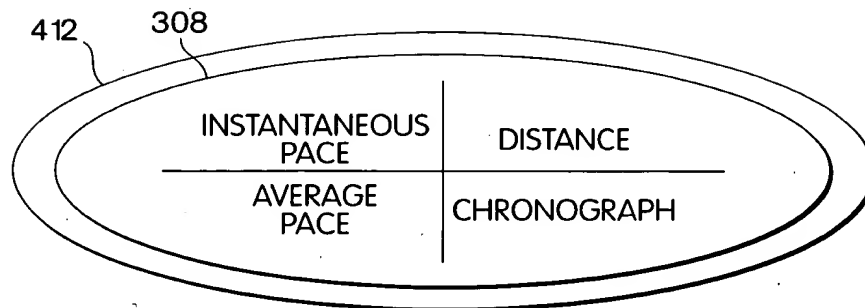 412
308
INSTANTANEOUS
PACE
DISTANCE
AVERAGE
PACE
CHRONOGRAPH